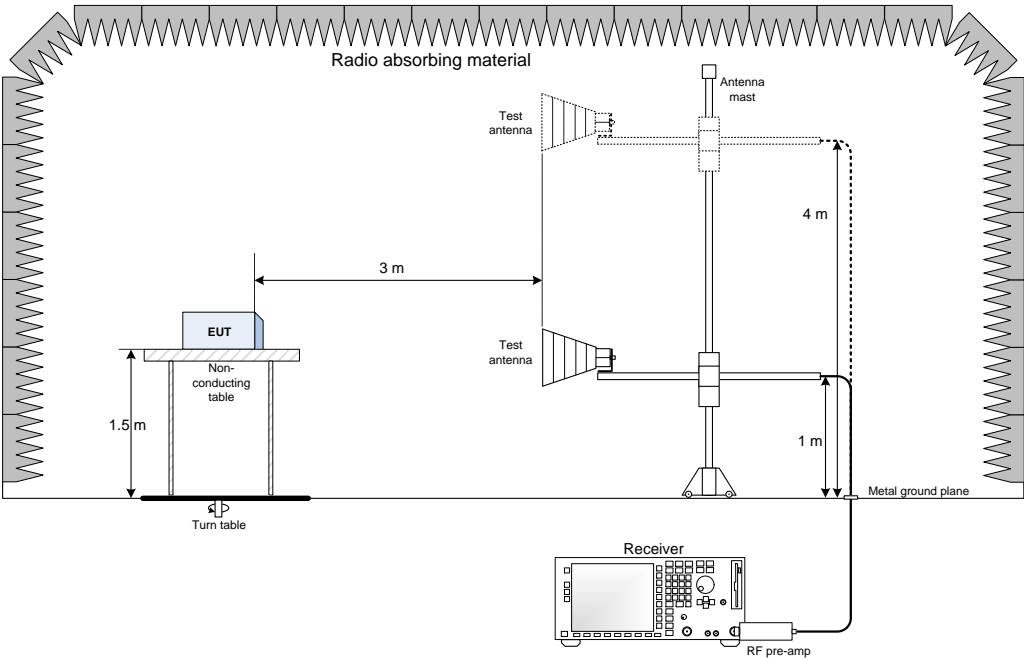 Radio absorbing material
Antenna
mast
Test
antenna
4 m
3 m
EUT
Test
antenna
Non-
conducting
table
1.5 m
1 m
Metal ground plane
Turn table
Receiver
RF pre-amp